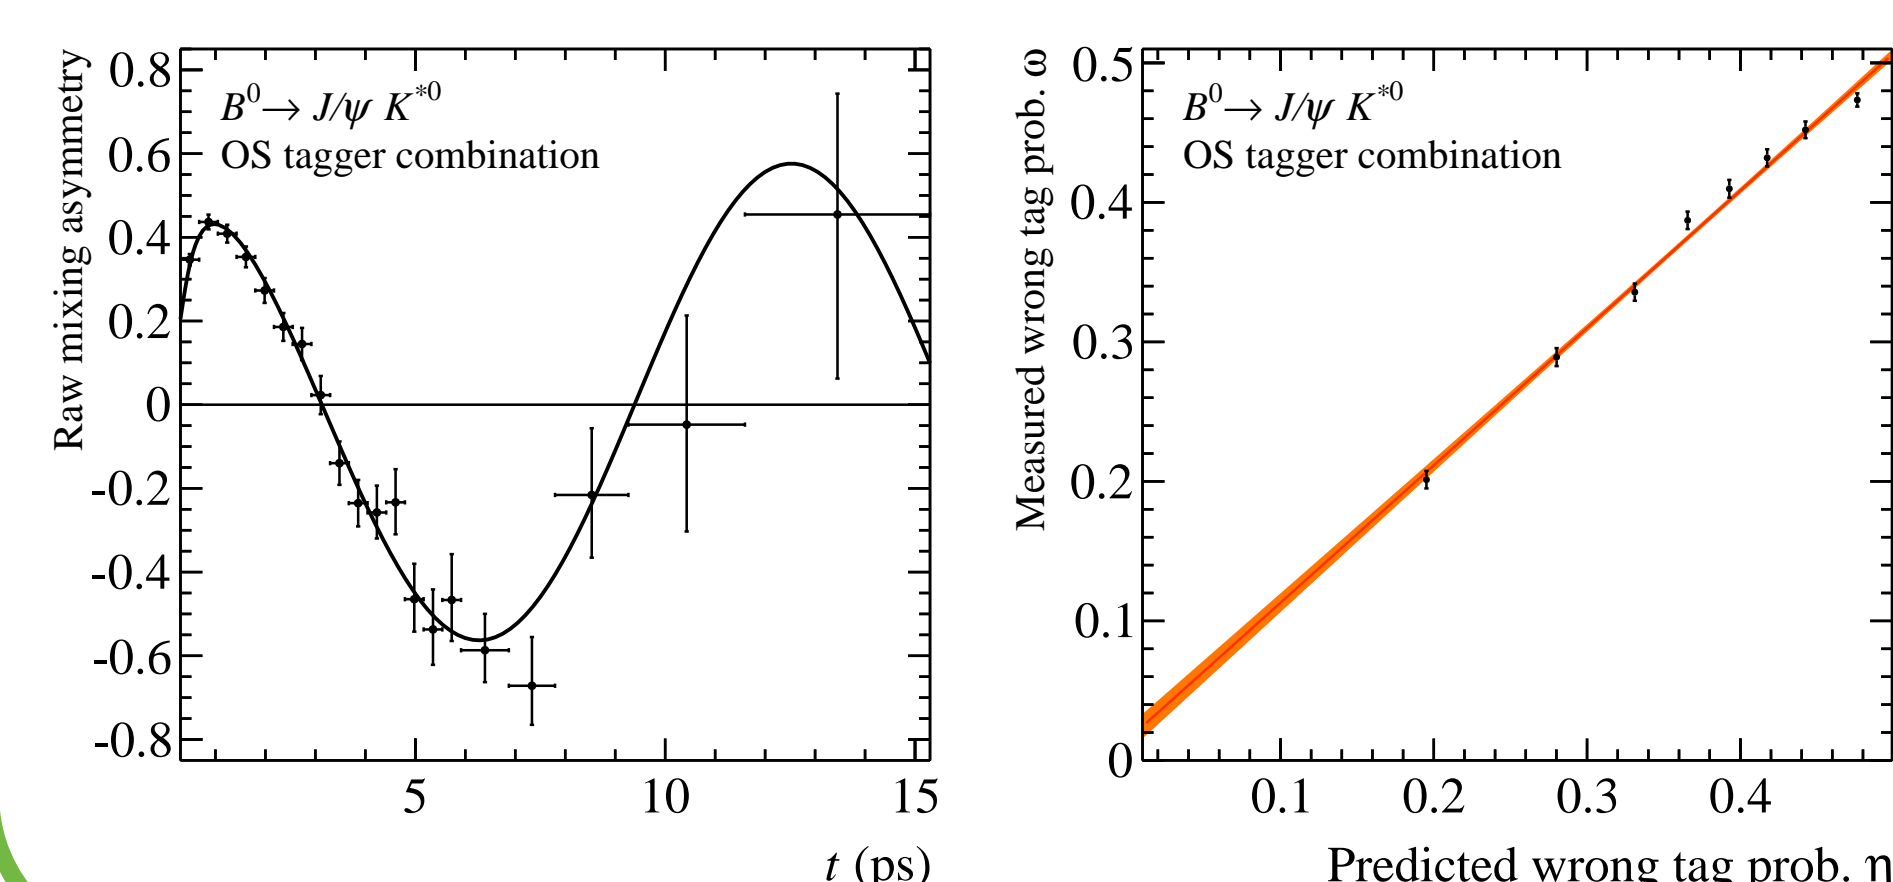 Raw mixing asymmetry
0.8
0.6
0.4
0.2
0
-0.2
-0.4
-0.6
-0.8
B⁰→ J/ψ K*⁰
OS tagger combination
5 10 15
t (ps)
Measured wrong tag prob. ω
0.5
0.4
0.3
0.2
0.1
0
B⁰→ J/ψ K*⁰
OS tagger combination
0.1 0.2 0.3 0.4
Predicted wrong tag prob. η